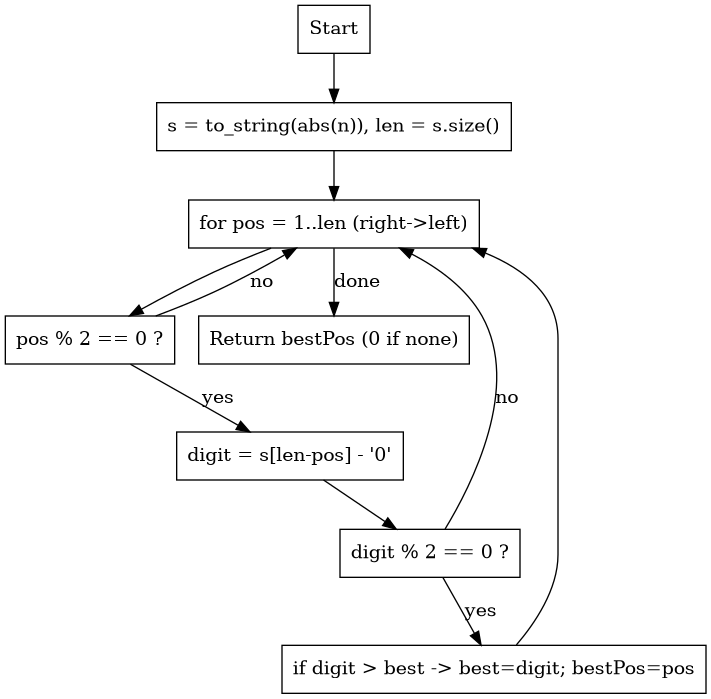 Start
s = to_string(abs(n)), len = s.size()
for pos = 1..len (right->left)
no
done
pos % 2 == 0 ?
Return bestPos (0 if none)
yes
no
digit = s[len-pos] - '0'
digit % 2 == 0 ?
yes
if digit > best -> best=digit; bestPos=pos